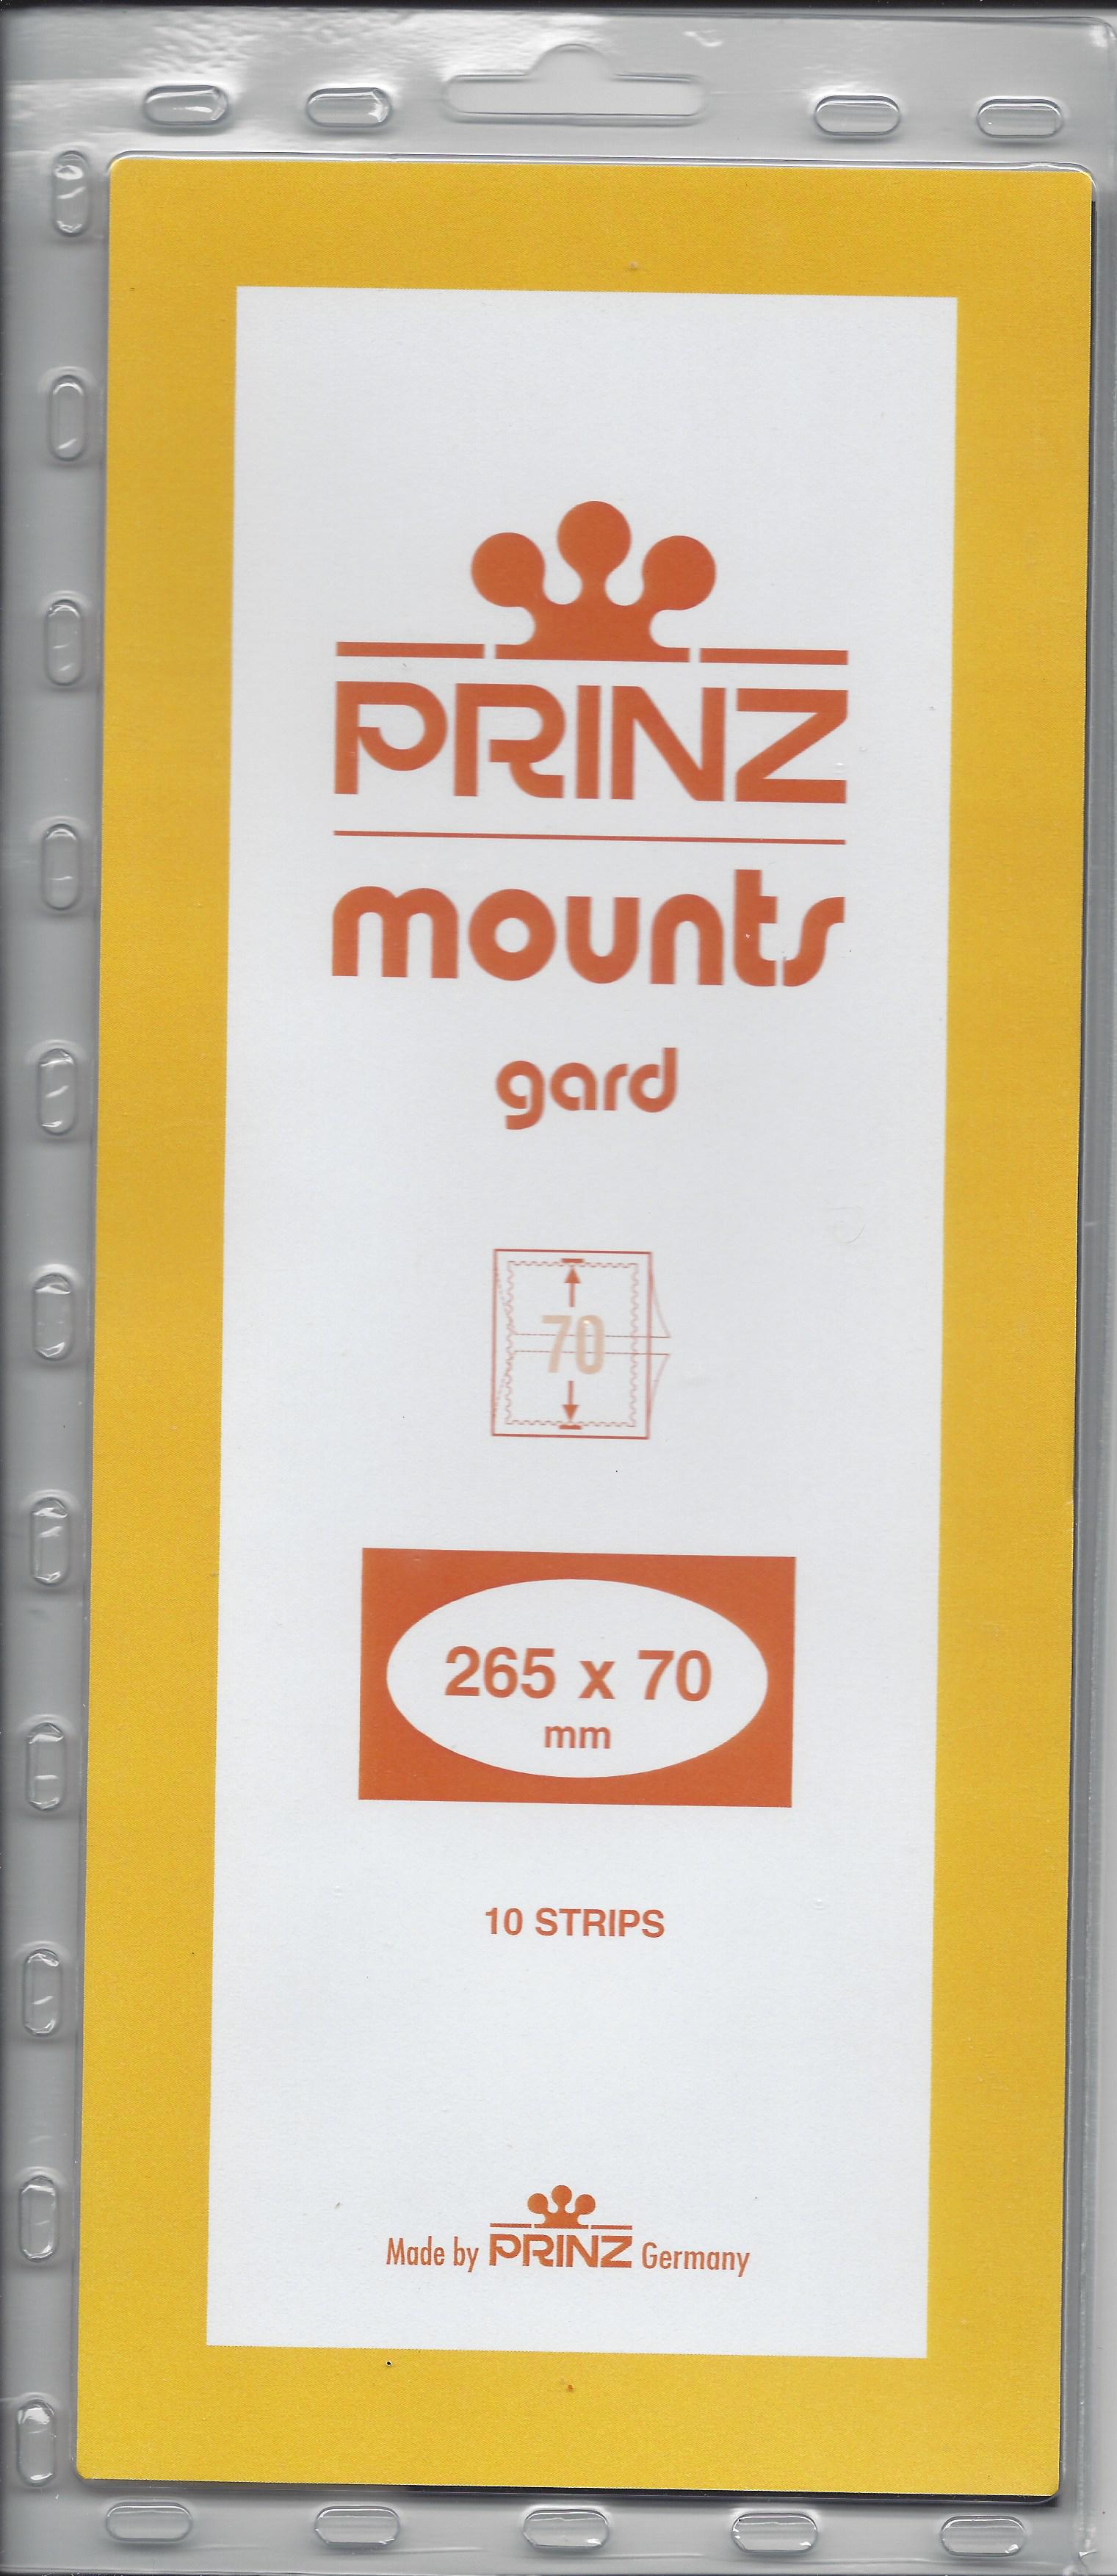 PRINZ
mounts
gard
70
265 x 70
mm
10 STRIPS
Made by PRINZ Germany